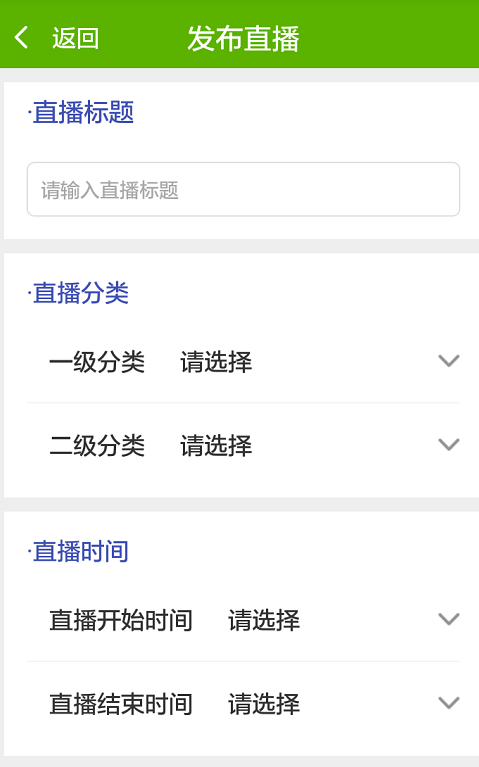 返回 发布直播
·直播标题
请输入直播标题
·直播分类
一级分类 请选择
二级分类 请选择
·直播时间
直播开始时间 请选择
直播结束时间 请选择